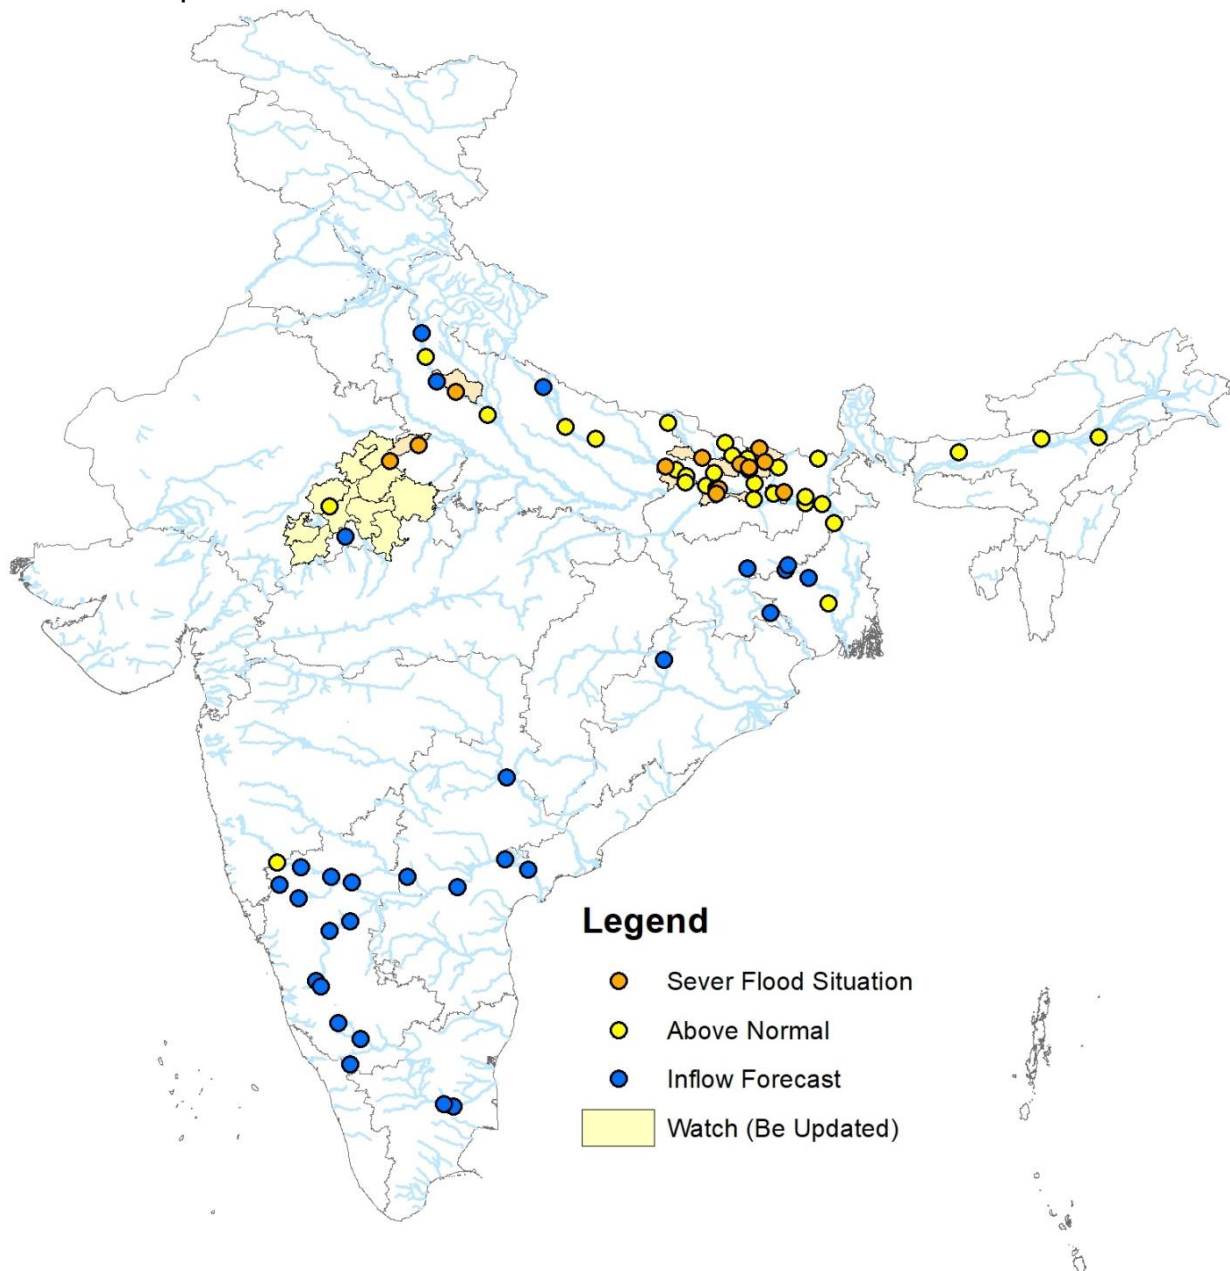 Legend
Sever Flood Situation
Above Normal
Inflow Forecast
Watch (Be Updated)